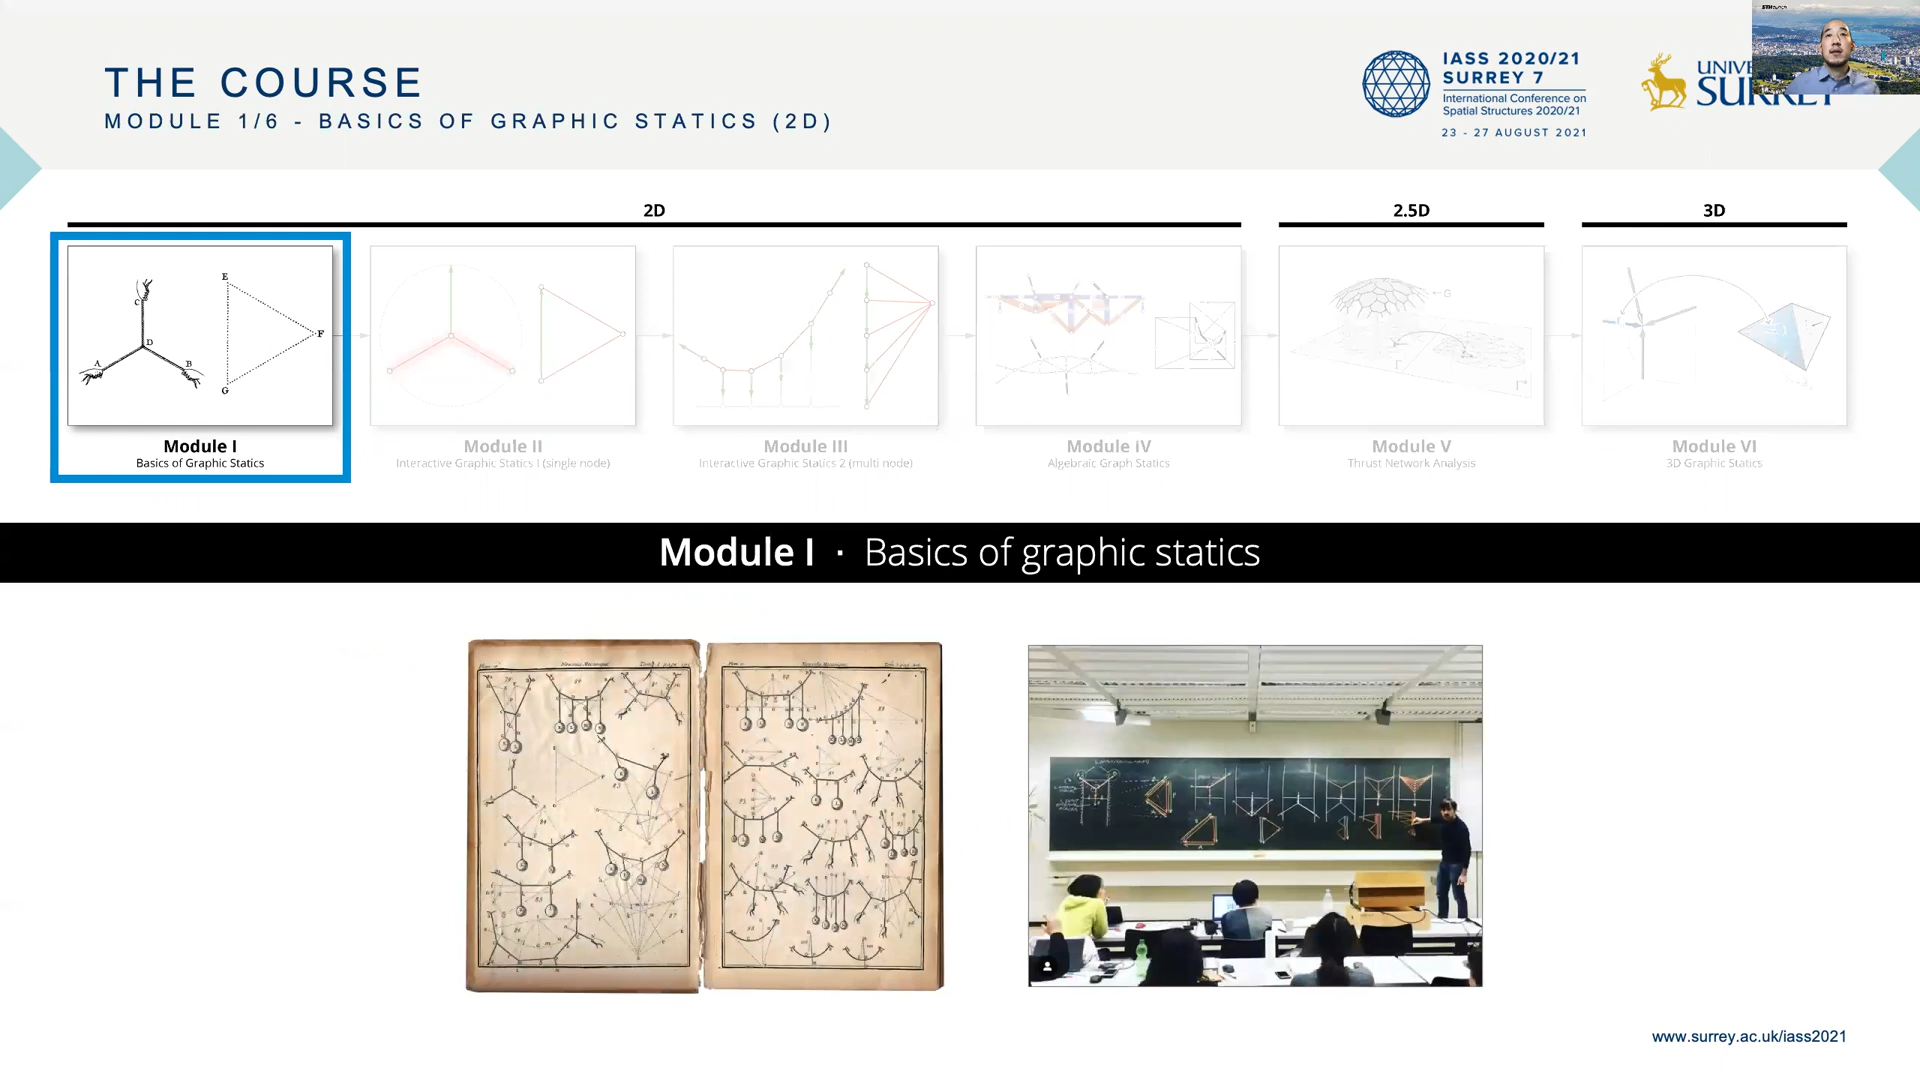 THE COURSE
MODULE 1/6 - BASICS OF GRAPHIC STATICS (2D)
IASS 2020/21
SURREY 7
International Conference on
Spatial Structures 2020/21
23 - 27 AUGUST 2021
ETH zürich
2D
2.5D
3D
E
C
D
F
A
B
G
G
Γ
Module I
Basics of Graphic Statics
Module II
Interactive Graphic Statics I (single node)
Module III
Interactive Graphic Statics 2 (multi node)
Module IV
Algebraic Graph Statics
Module V
Thrust Network Analysis
Module VI
3D Graphic Statics
Module I · Basics of graphic statics
www.surrey.ac.uk/iass2021